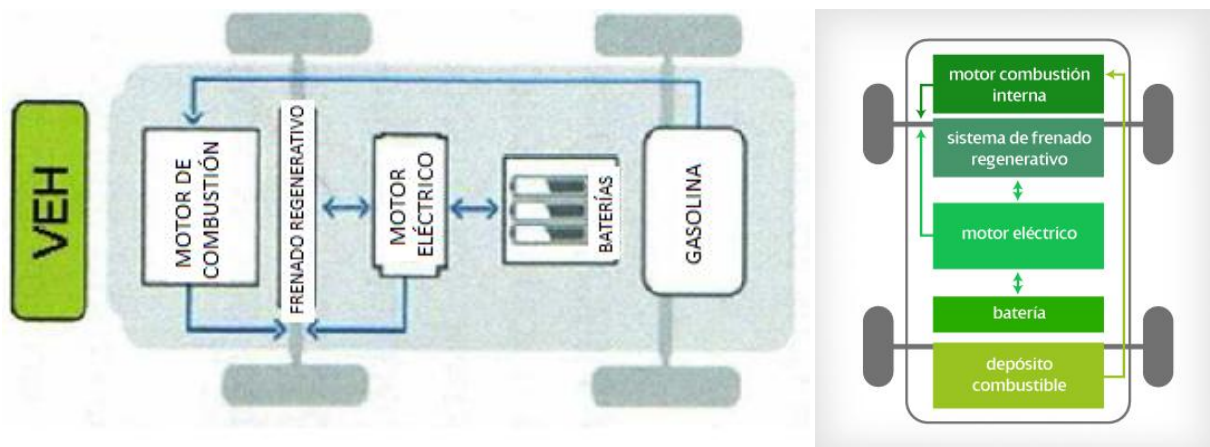 VEH
MOTOR DE
COMBUSTIÓN
FRENADO REGENERATIVO
MOTOR
ELÉCTRICO
BATERÍAS
GASOLINA
motor combustión
interna
sistema de frenado
regenerativo
motor eléctrico
batería
depósito
combustible